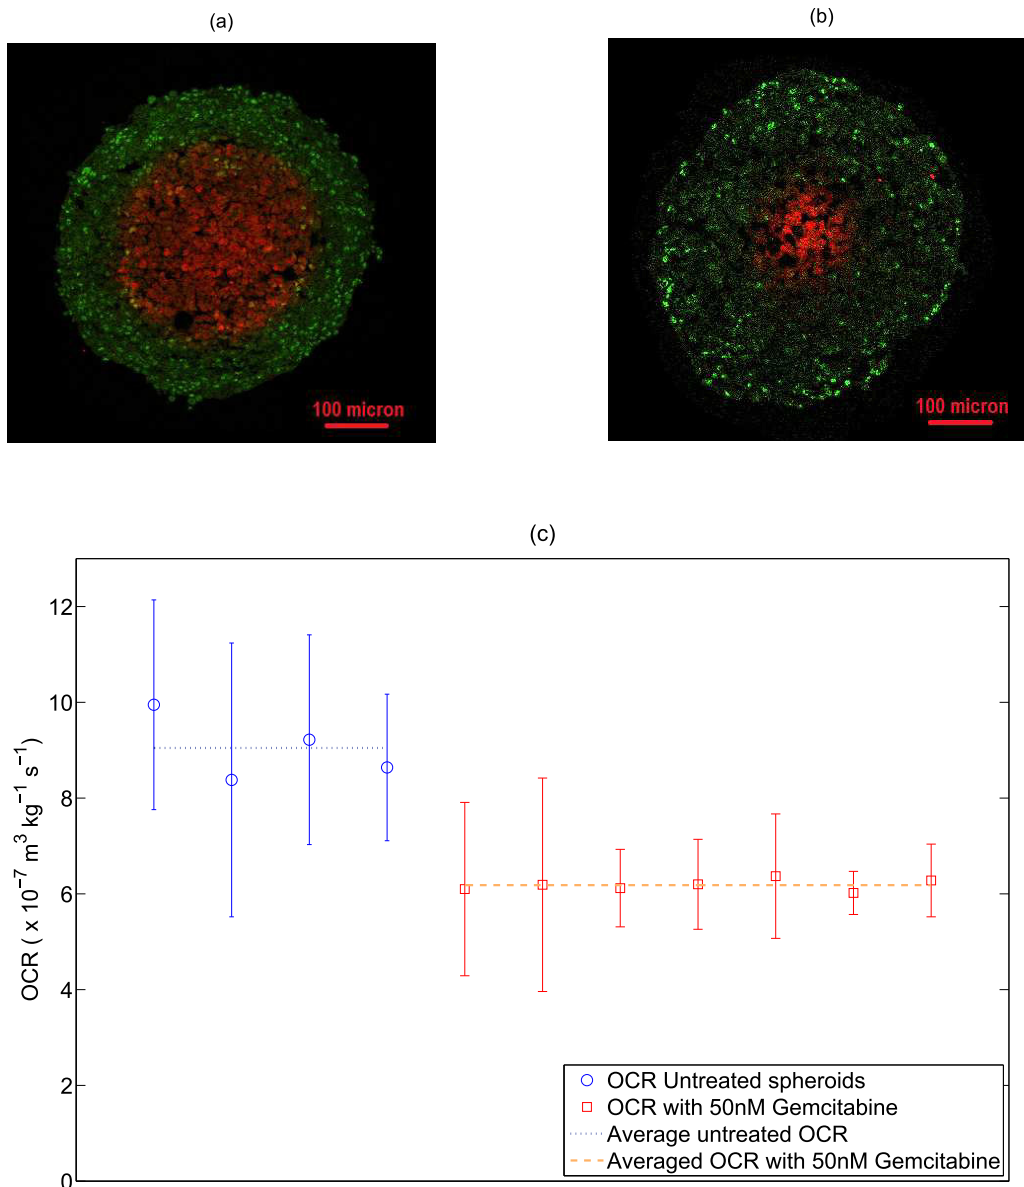 (a)
(b)
100 micron
100 micron
(c)
12
10
8
6
4
2
0
OCR ( x 10⁻⁷ m³ kg⁻¹ s⁻¹)
OCR Untreated spheroids
OCR with 50nM Gemcitabine
Average untreated OCR
Averaged OCR with 50nM Gemcitabine